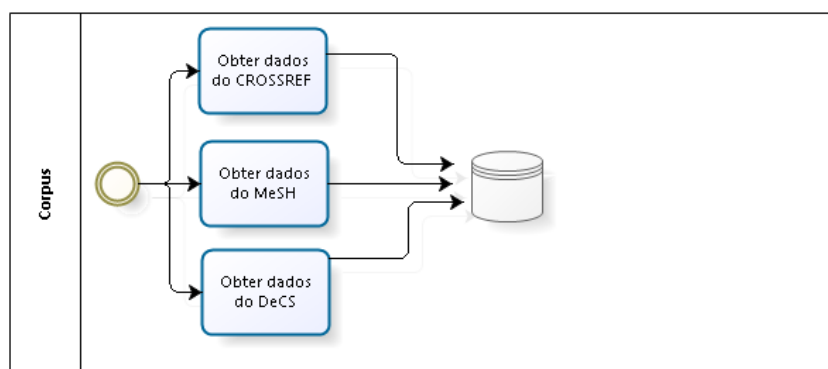 Corpus
Obter dados
do CROSSREF
Obter dados
do MeSH
Obter dados
do DeCS